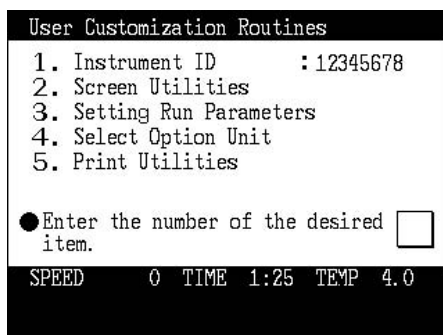 User Customization Routines
1. Instrument ID : 12345678
2. Screen Utilities
3. Setting Run Parameters
4. Select Option Unit
5. Print Utilities
●Enter the number of the desired
item.
SPEED 0 TIME 1:25 TEMP 4.0